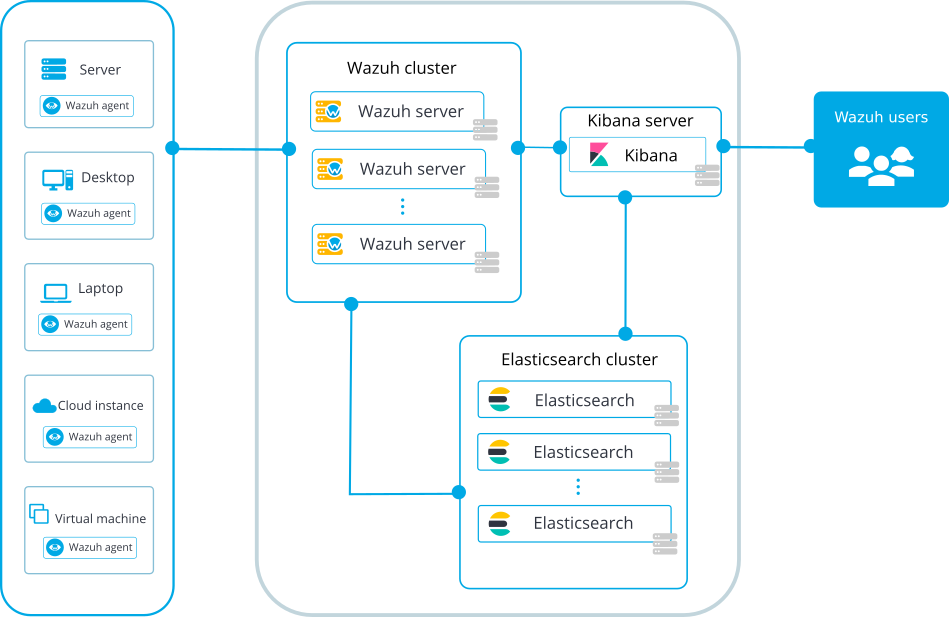 Server
Wazuh agent
Desktop
Wazuh agent
Laptop
Wazuh agent
Cloud instance
Wazuh agent
Virtual machine
Wazuh agent
Wazuh cluster
Wazuh server
Wazuh server
Wazuh server
Kibana server
Kibana
Elasticsearch cluster
Elasticsearch
Elasticsearch
Elasticsearch
Wazuh users